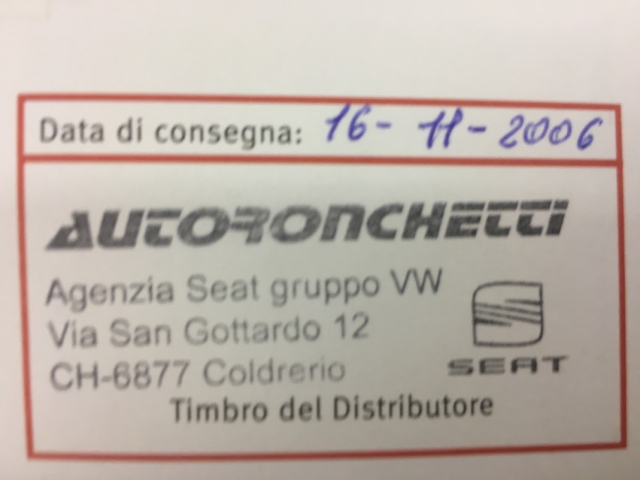 Data di consegna: 16-11-2006
AUTORONCHETTI
Agenzia Seat gruppo VW
Via San Gottardo 12
CH-6877 Coldrerio
SEAT
Timbro del Distributore